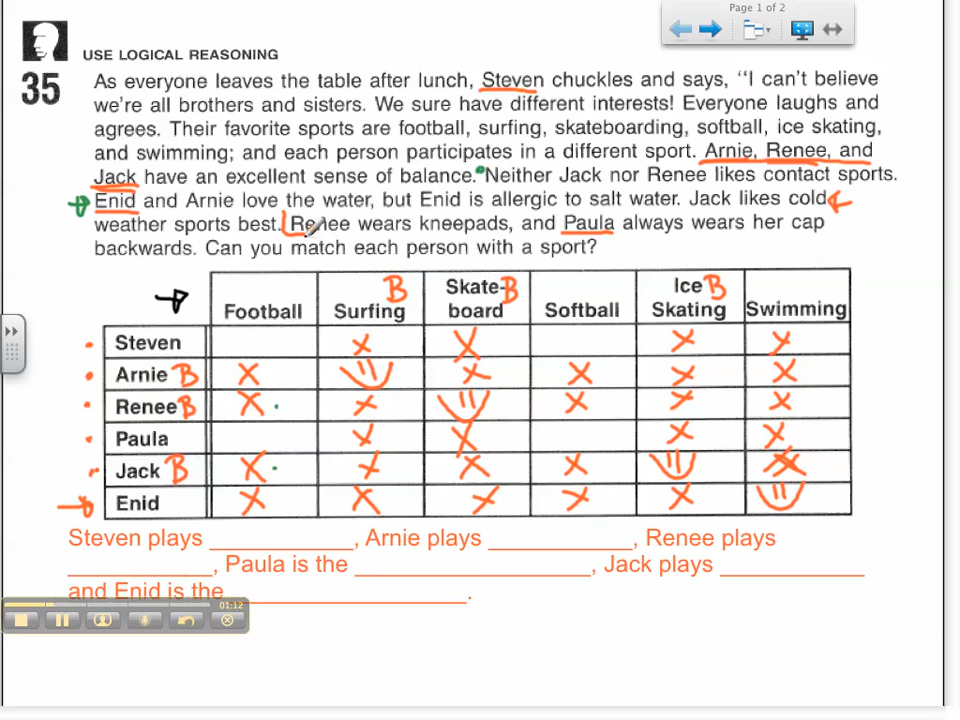 Page 1 of 2
USE LOGICAL REASONING
35
As everyone leaves the table after lunch, Steven chuckles and says, "I can't believe
we're all brothers and sisters. We sure have different interests! Everyone laughs and
agrees. Their favorite sports are football, surfing, skateboarding, softball, ice skating,
and swimming; and each person participates in a different sport. Arnie, Renee, and
Jack have an excellent sense of balance. Neither Jack nor Renee likes contact sports.
Enid and Arnie love the water, but Enid is allergic to salt water. Jack likes cold
weather sports best. Renee wears kneepads, and Paula always wears her cap
backwards. Can you match each person with a sport?
Football Surfing B Skate-board B Softball Ice Skating B Swimming
Steven X X X X
Arnie B X X X X X
Renee B X X X X X
Paula X X X X
Jack B X X X X X
Enid X X X X X
Steven plays ____________, Arnie plays ____________, Renee plays
____________, Paula is the ____________________, Jack plays ____________
and Enid is the ____________________.
01:12